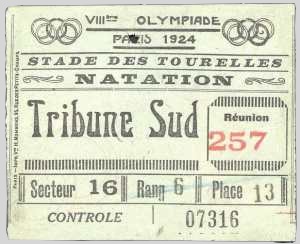 VIIIème OLYMPIADE
PARIS 1924
STADE DES TOURELLES
NATATION
Tribune Sud
Réunion
257
Secteur 16 Rang 6 Place 13
CONTROLE 07316